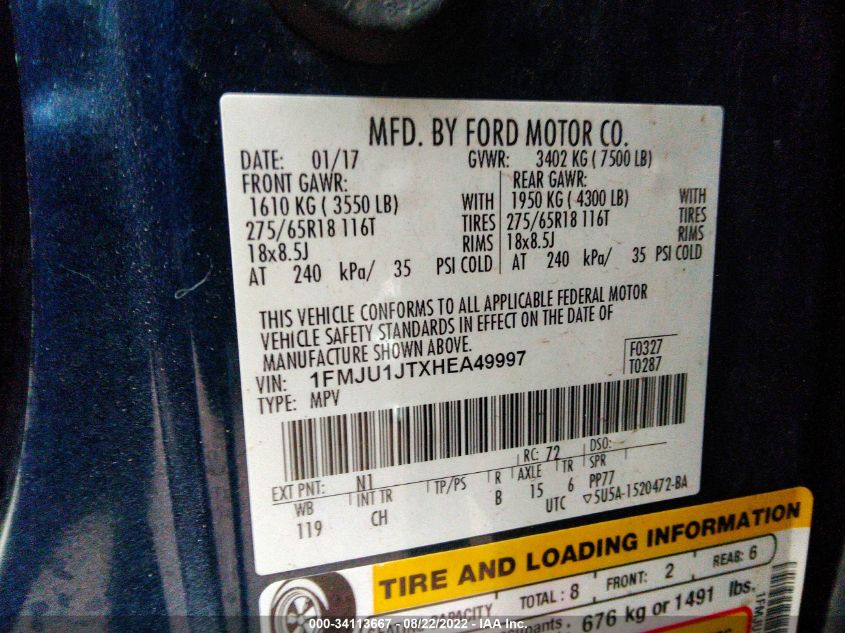 MFD. BY FORD MOTOR CO.
DATE: 01/17 GVWR: 3402 KG ( 7500 LB)
FRONT GAWR: REAR GAWR:
1610 KG ( 3550 LB) WITH 1950 KG ( 4300 LB) WITH
275/65R18 116T TIRES 275/65R18 116T TIRES
18x8.5J RIMS 18x8.5J RIMS
AT 240 kPa/ 35 PSI COLD AT 240 kPa/ 35 PSI COLD
THIS VEHICLE CONFORMS TO ALL APPLICABLE FEDERAL MOTOR
VEHICLE SAFETY STANDARDS IN EFFECT ON THE DATE OF
MANUFACTURE SHOWN ABOVE.
VIN: 1FMJU1JTXHEA49997
TYPE: MPV
F0327
T0287
EXT PNT: N1 RC: 72 DSO:
WB INT TR TP/PS R AXLE TR SPR
119 CH B 15 6 PP77
UTC ▽5U5A-1520472-BA
TIRE AND LOADING INFORMATION
TOTAL : 8 FRONT: 2 REAR: 6
676 kg or 1491 lbs.
000-34113667 - 08/22/2022 - IAA Inc.